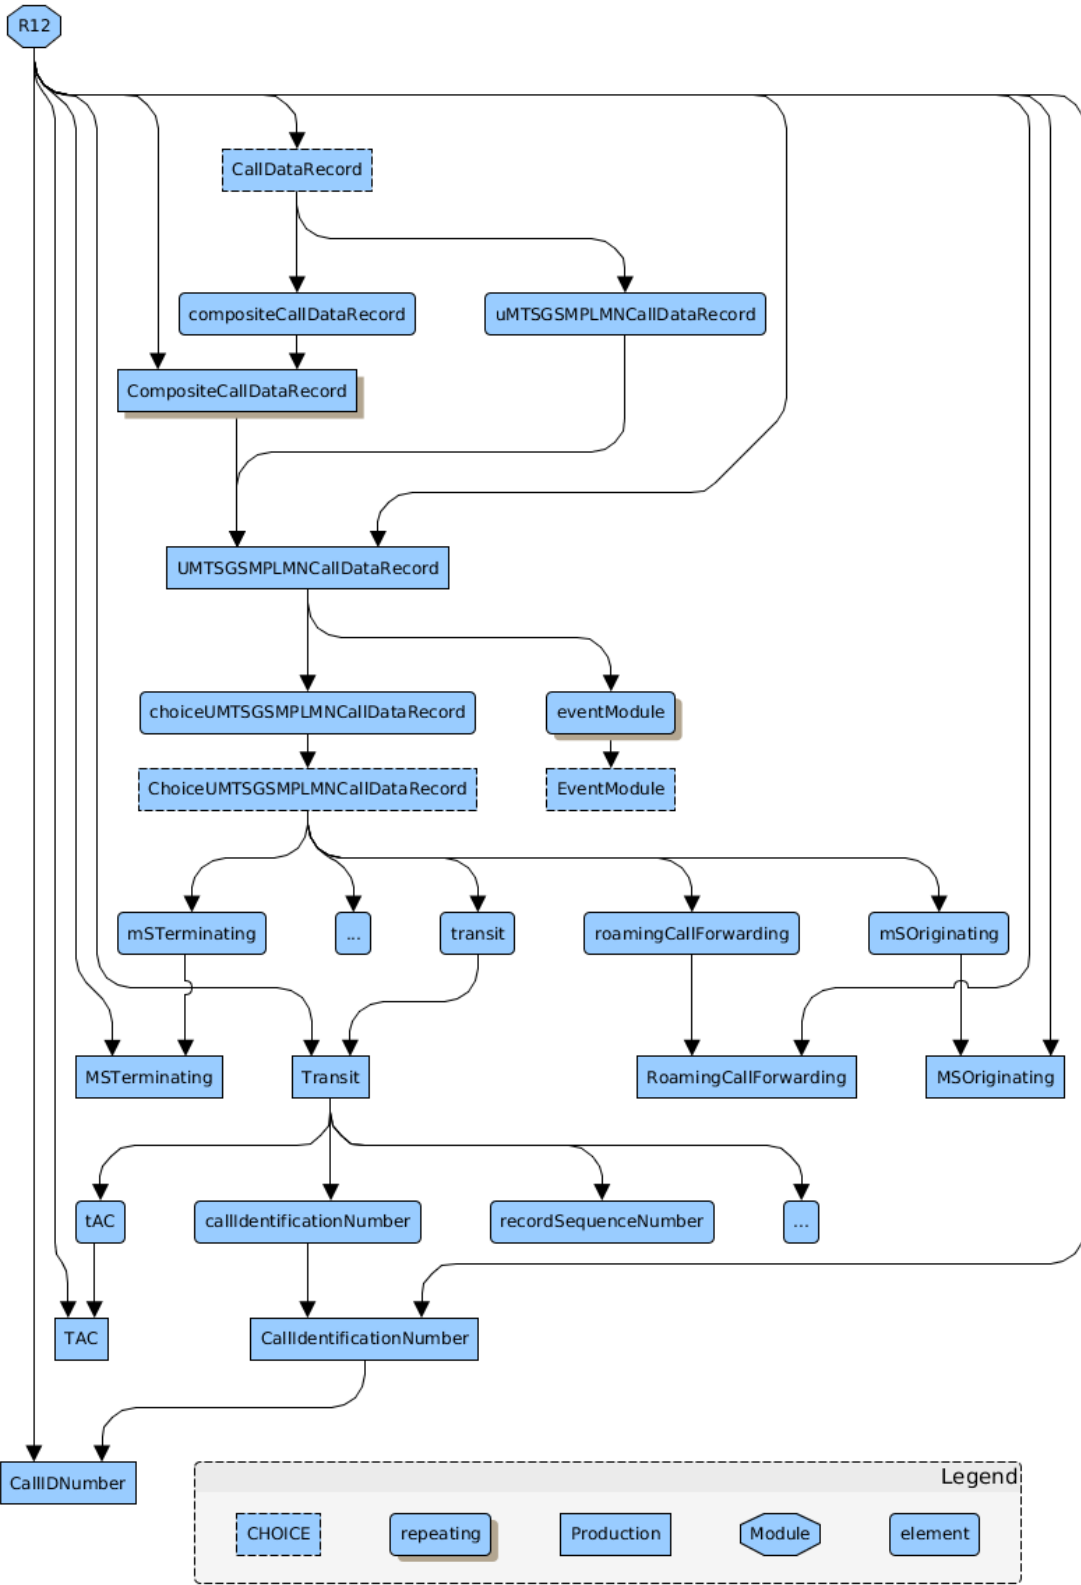 R12
CallDataRecord
compositeCallDataRecord
uMTSGSMPLMNCallDataRecord
CompositeCallDataRecord
UMTSGSMPLMNCallDataRecord
choiceUMTSGSMPLMNCallDataRecord
eventModule
ChoiceUMTSGSMPLMNCallDataRecord
EventModule
mSTerminating
...
transit
roamingCallForwarding
mSOriginating
MSTerminating
Transit
RoamingCallForwarding
MSOriginating
tAC
callIdentificationNumber
recordSequenceNumber
...
TAC
CallIdentificationNumber
CallIDNumber
Legend
CHOICE
repeating
Production
Module
element